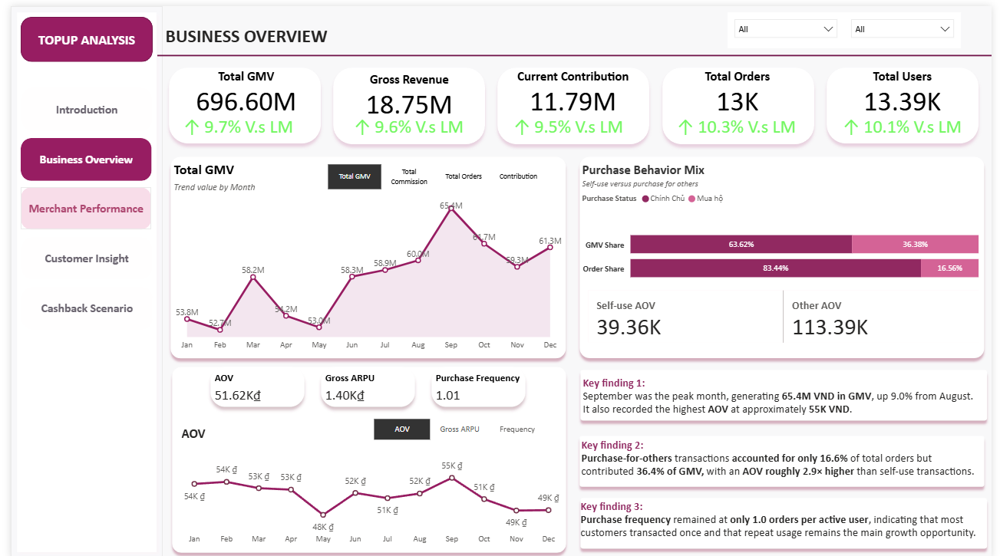 TOPUP ANALYSIS
Introduction
Business Overview
Merchant Performance
Customer Insight
Cashback Scenario
BUSINESS OVERVIEW
All
All
Total GMV
696.60M
↑ 9.7% V.s LM
Gross Revenue
18.75M
↑ 9.6% V.s LM
Current Contribution
11.79M
↑ 9.5% V.s LM
Total Orders
13K
↑ 10.3% V.s LM
Total Users
13.39K
↑ 10.1% V.s LM
Total GMV
Trend value by Month
Total GMV
Total
Commission
Total Orders
Contribution
53.8M
52.7M
58.2M
54.2M
53.0M
58.3M
58.9M
60.0M
65.4M
61.7M
59.3M
61.3M
Jan Feb Mar Apr May Jun Jul Aug Sep Oct Nov Dec
Purchase Behavior Mix
Self-use versus purchase for others
Purchase Status Chính Chủ Mua hộ
GMV Share 63.62% 36.38%
Order Share 83.44% 16.56%
Self-use AOV
39.36K
Other AOV
113.39K
AOV
51.62K₫
Gross ARPU
1.40K₫
Purchase Frequency
1.01
AOV
AOV
Gross ARPU
Frequency
54K ₫
54K ₫
53K ₫
53K ₫
48K ₫
52K ₫
51K ₫
52K ₫
55K ₫
51K ₫
49K ₫
49K ₫
Jan Feb Mar Apr May Jun Jul Aug Sep Oct Nov Dec
Key finding 1:
September was the peak month, generating 65.4M VND in GMV, up 9.0% from August.
It also recorded the highest AOV at approximately 55K VND.
Key finding 2:
Purchase-for-others transactions accounted for only 16.6% of total orders but
contributed 36.4% of GMV, with an AOV roughly 2.9× higher than self-use transactions.
Key finding 3:
Purchase frequency remained at only 1.0 orders per active user, indicating that most
customers transacted once and that repeat usage remains the main growth opportunity.